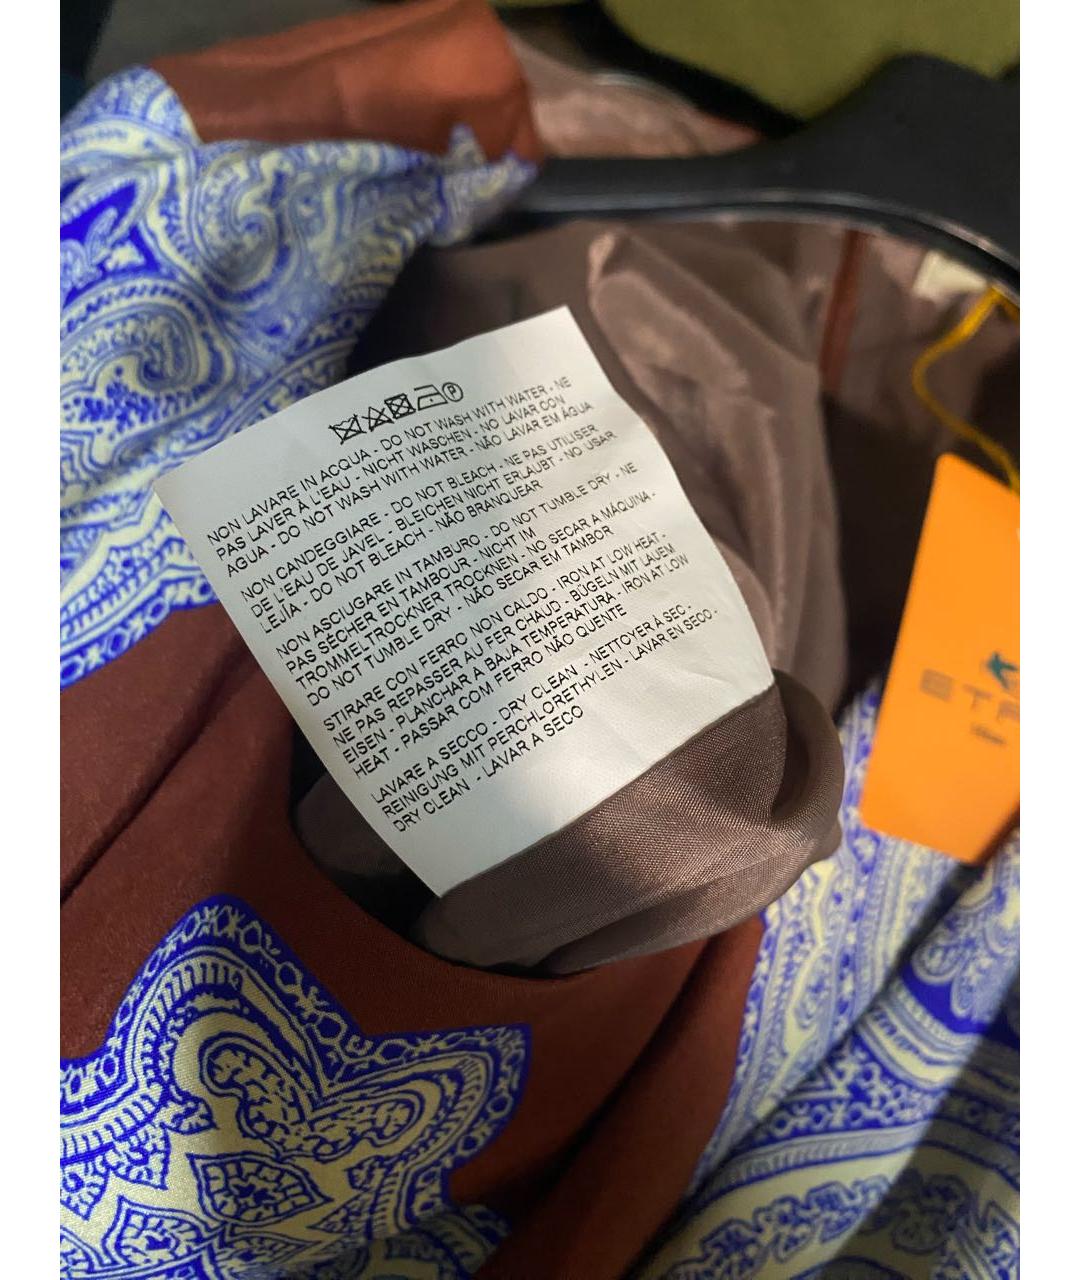 P
NON LAVARE IN ACQUA - DO NOT WASH WITH WATER - NE
PAS LAVER À L'EAU - NICHT WASCHEN - NO LAVAR CON
AGUA - DO NOT WASH WITH WATER - NÃO LAVAR EM ÁGUA
NON CANDEGGIARE - DO NOT BLEACH - NE PAS UTILISER
DE L'EAU DE JAVEL - BLEICHEN NICHT ERLAUBT - NO USAR
LEJÍA - DO NOT BLEACH - NÃO BRANQUEAR
NON ASCIUGARE IN TAMBURO - DO NOT TUMBLE DRY - NE
PAS SÉCHER EN TAMBOUR - NICHT IM
TROMMEL TROCKNER TROCKNEN - NO SECAR A MÁQUINA -
DO NOT TUMBLE DRY - NÃO SECAR EM TAMBOR
STIRARE CON FERRO NON CALDO - IRON AT LOW HEAT -
NE PAS REPASSER AU FER CHAUD - BÜGELN MIT LAUEM
EISEN - PLANCHAR A BAJA TEMPERATURA - IRON AT LOW
HEAT - PASSAR COM FERRO NÃO QUENTE
LAVARE A SECCO - DRY CLEAN - NETTOYER À SEC -
REINIGUNG MIT PERCHLORETHYLEN - LAVAR EN SECO -
DRY CLEAN - LAVAR A SECO